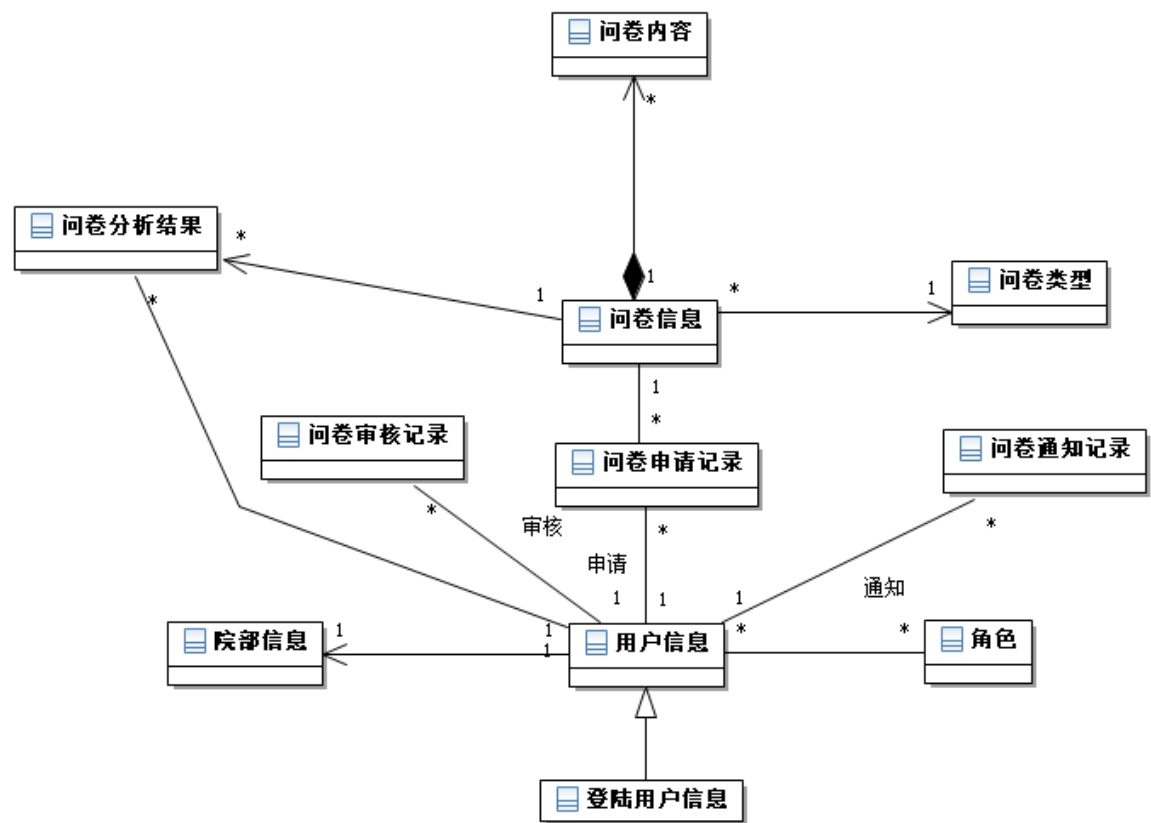 问卷内容
*
问卷分析结果
*
*
1
1
*
1
问卷类型
问卷信息
1
*
问卷审核记录
问卷申请记录
问卷通知记录
*
审核
*
*
申请
通知
1
1
1
院部信息
1
1
1
用户信息
*
*
角色
登陆用户信息